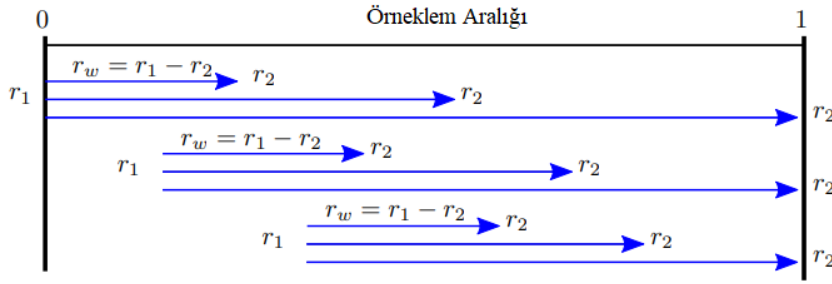 0 Örneklem Aralığı 1
r_w = r_1 − r_2 r_2
r_1 r_2
r_2
r_w = r_1 − r_2 r_2
r_1 r_2
r_2
r_w = r_1 − r_2 r_2
r_1 r_2
r_2